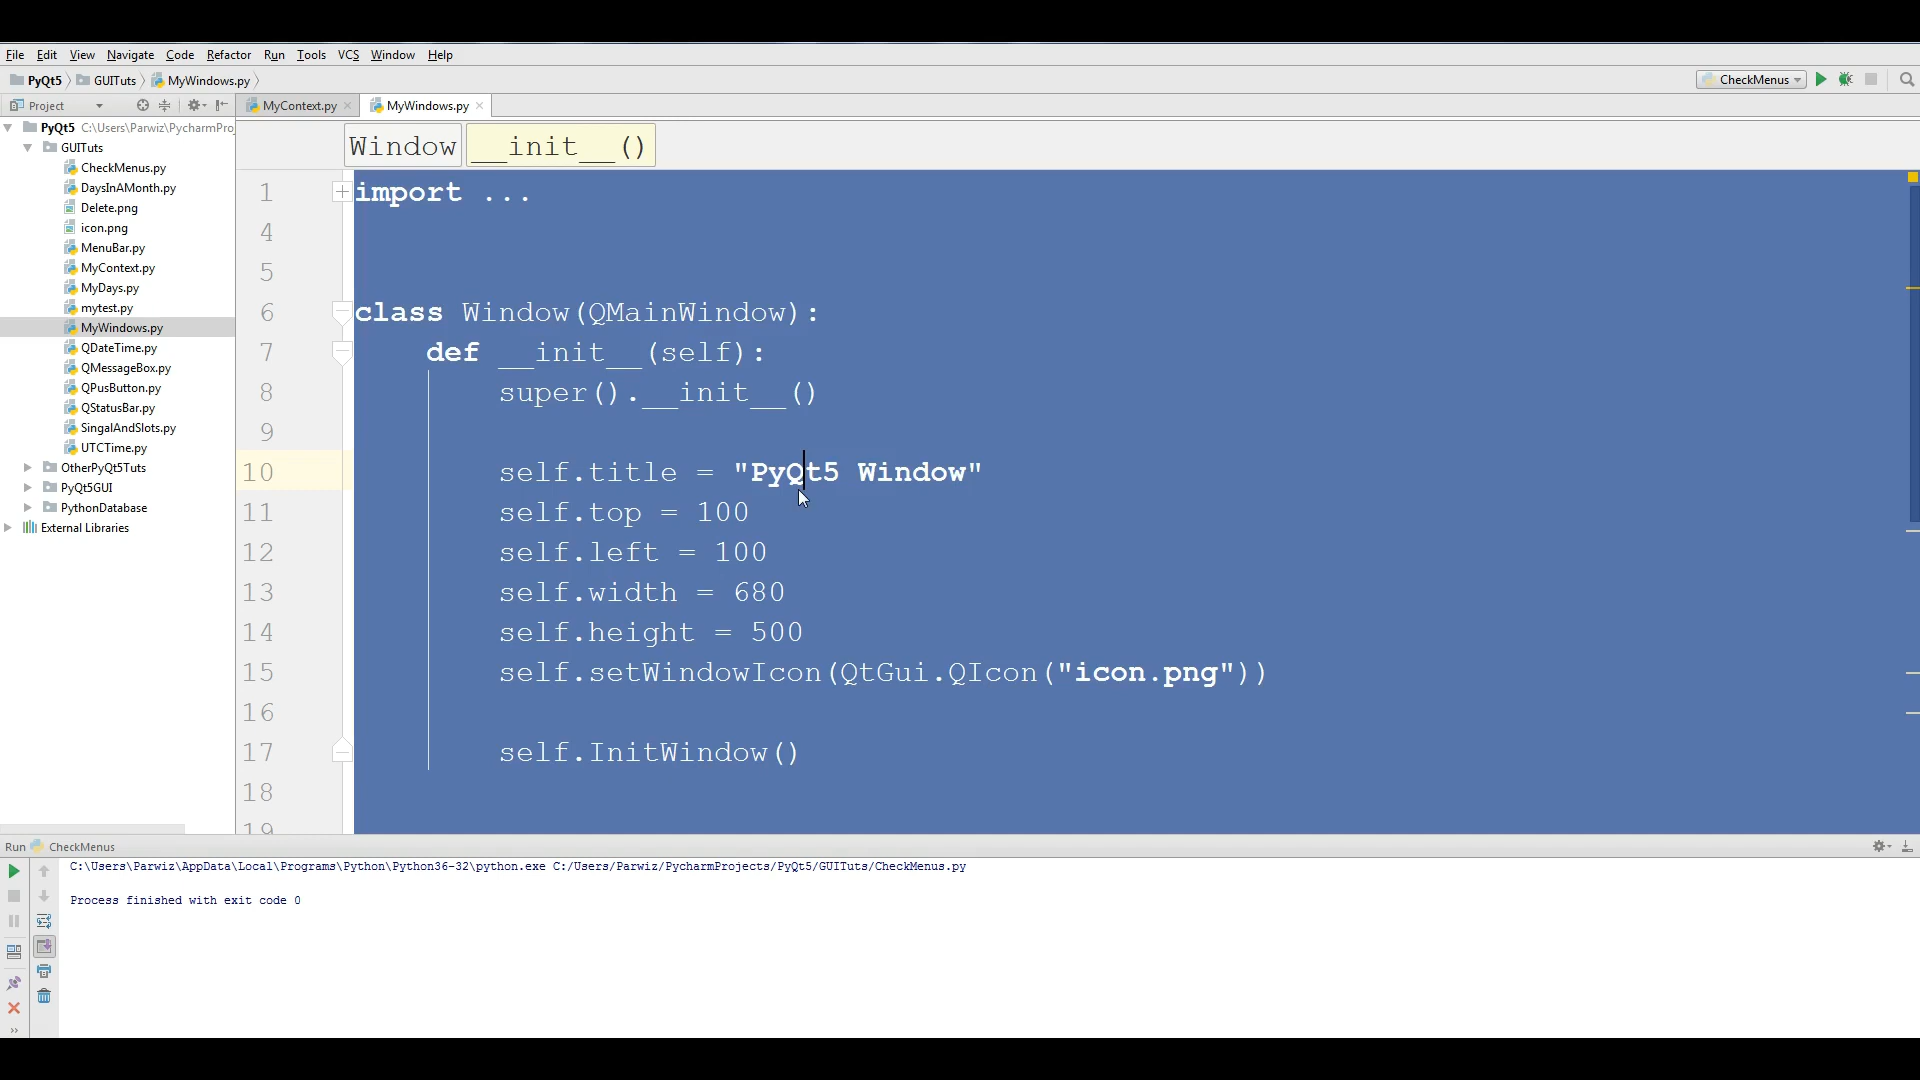 File Edit View Navigate Code Refactor Run Tools VCS Window Help
PyQt5 GUITuts MyWindows.py CheckMenus
Project MyContext.py MyWindows.py
PyQt5 C:\Users\Parwiz\PycharmPro
GUITuts
CheckMenus.py
DaysInAMonth.py
Delete.png
icon.png
MenuBar.py
MyContext.py
MyDays.py
mytest.py
MyWindows.py
QDateTime.py
QMessageBox.py
QPusButton.py
QStatusBar.py
SingalAndSlots.py
UTCTime.py
OtherPyQt5Tuts
PyQt5GUI
PythonDatabase
External Libraries
Window __init__()
1 import ...
4
5
6 class Window(QMainWindow):
7 def __init__(self):
8 super().__init__()
9
10 self.title = "PyQt5 Window"
11 self.top = 100
12 self.left = 100
13 self.width = 680
14 self.height = 500
15 self.setWindowIcon(QtGui.QIcon("icon.png"))
16
17 self.InitWindow()
18
19
Run CheckMenus
C:\Users\Parwiz\AppData\Local\Programs\Python\Python36-32\python.exe C:/Users/Parwiz/PycharmProjects/PyQt5/GUITuts/CheckMenus.py
Process finished with exit code 0